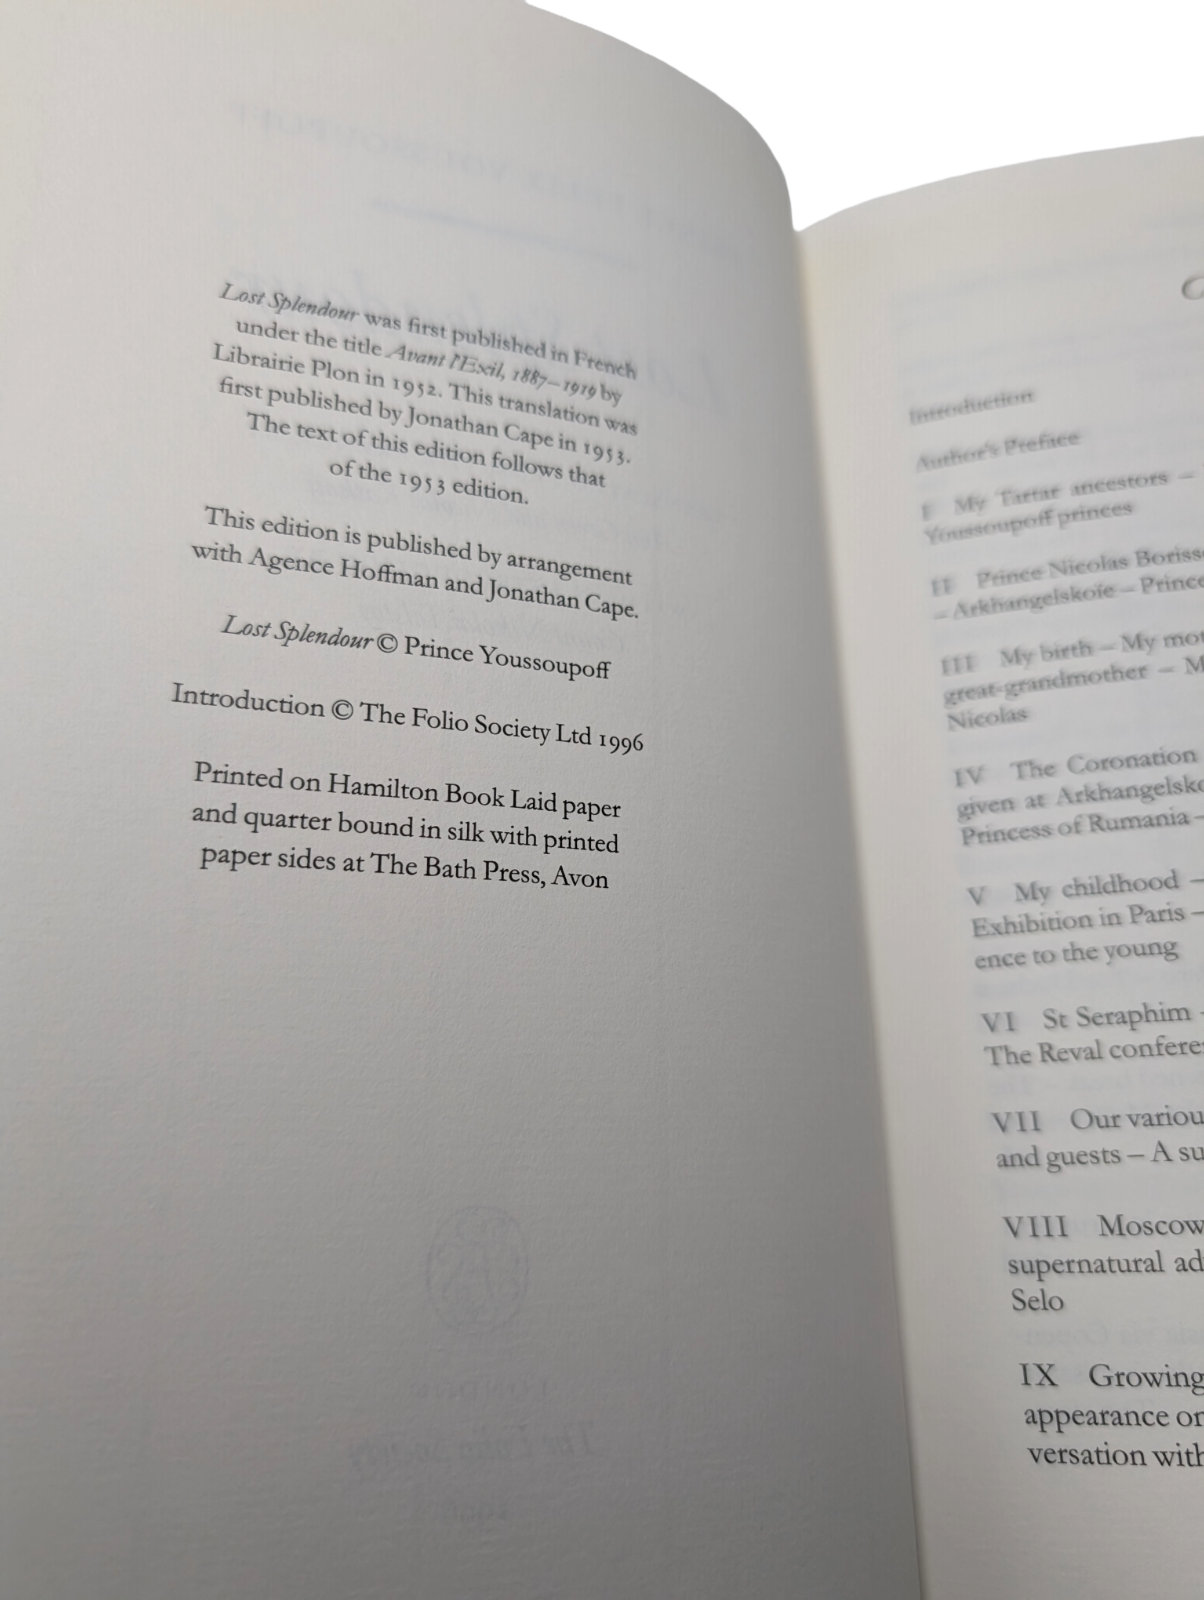 Lost Splendour was first published in French
under the title Avant l'Exil, 1887–1919 by
Librairie Plon in 1952. This translation was
first published by Jonathan Cape in 1953.
The text of this edition follows that
of the 1953 edition.
This edition is published by arrangement
with Agence Hoffman and Jonathan Cape.
Lost Splendour © Prince Youssoupoff
Introduction © The Folio Society Ltd 1996
Printed on Hamilton Book Laid paper
and quarter bound in silk with printed
paper sides at The Bath Press, Avon
Introduction
Author's Preface
I My Tartar ancestors –
Youssoupoff princes
II Prince Nicolas Boriss
– Arkhangelskoïe – Prince
III My birth – My mot
great-grandmother – M
Nicolas
IV The Coronation
given at Arkhangelsko
Princess of Rumania –
V My childhood –
Exhibition in Paris –
ence to the young
VI St Seraphim –
The Reval confere
VII Our variou
and guests – A su
VIII Moscow
supernatural ad
Selo
IX Growing
appearance on
versation with